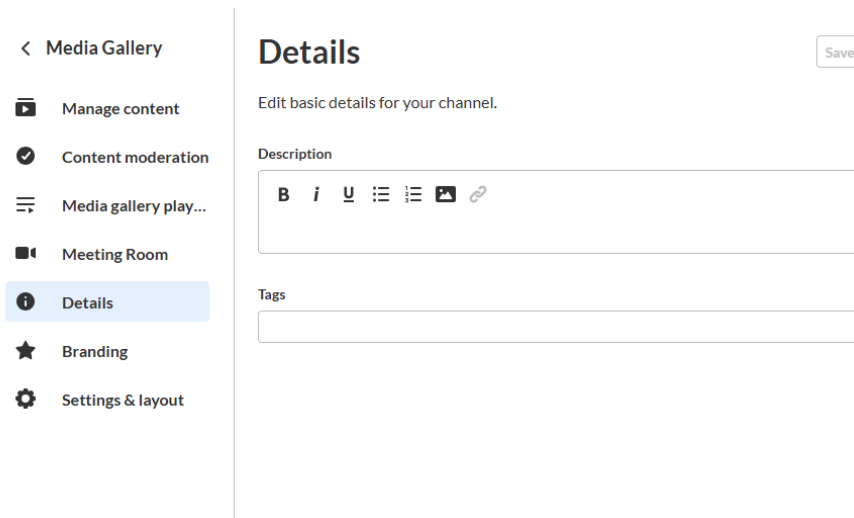 Media Gallery
Manage content
Content moderation
Media gallery play...
Meeting Room
Details
Branding
Settings & layout
Details
Save
Edit basic details for your channel.
Description
B i U
Tags